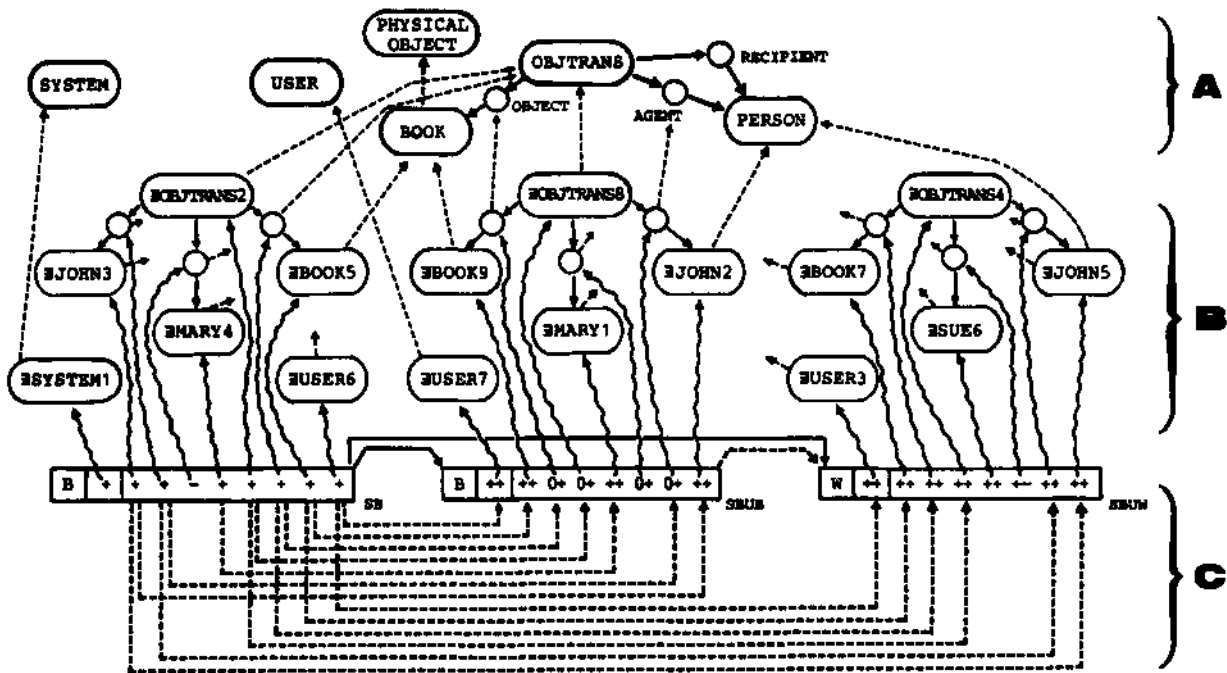 PHYSICAL
OBJECT
SYSTEM
USER
OBJTRANS
RECIPIENT
OBJECT
AGENT
BOOK
PERSON
A
∃OBJTRANS2
∃OBJTRANS8
∃OBJTRANS4
∃JOHN3
∃BOOK5
∃BOOK9
∃JOHN2
∃BOOK7
∃JOHN5
∃MARY4
∃MARY1
∃SUE6
B
∃SYSTEM1
∃USER6
∃USER7
∃USER3
B + + + - + + + + + SB
B ++ ++ 0+ 0+ ++ 0+ 0+ ++ SBUB
W ++ ++ ++ ++ ++ +- ++ ++ SBUW
C